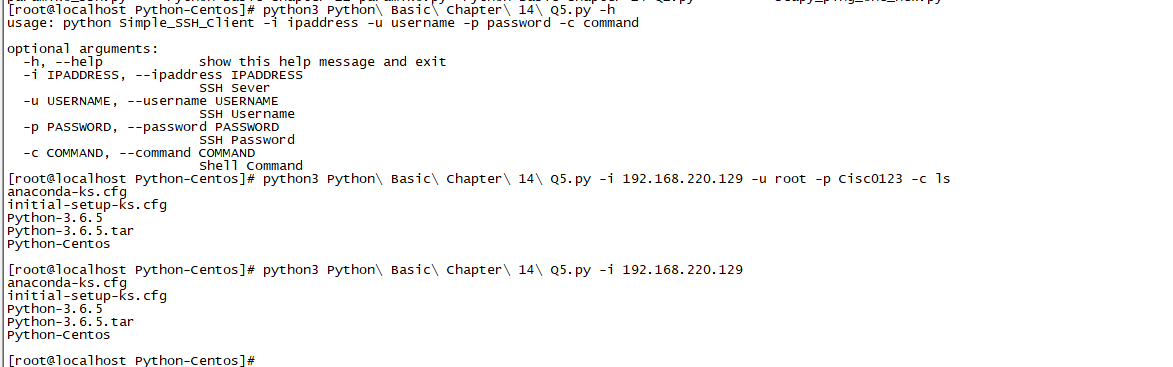 [root@localhost Python-Centos]# python3 Python\ Basic\ Chapter\ 14\ Q5.py -h
usage: python Simple_SSH_Client -i ipaddress -u username -p password -c command
optional arguments:
  -h, --help            show this help message and exit
  -i IPADDRESS, --ipaddress IPADDRESS
                        SSH Sever
  -u USERNAME, --username USERNAME
                        SSH Username
  -p PASSWORD, --password PASSWORD
                        SSH Password
  -c COMMAND, --command COMMAND
                        Shell Command
[root@localhost Python-Centos]# python3 Python\ Basic\ Chapter\ 14\ Q5.py -i 192.168.220.129 -u root -p Cisc0123 -c ls
anaconda-ks.cfg
initial-setup-ks.cfg
Python-3.6.5
Python-3.6.5.tar
Python-Centos
[root@localhost Python-Centos]# python3 Python\ Basic\ Chapter\ 14\ Q5.py -i 192.168.220.129
anaconda-ks.cfg
initial-setup-ks.cfg
Python-3.6.5
Python-3.6.5.tar
Python-Centos
[root@localhost Python-Centos]#